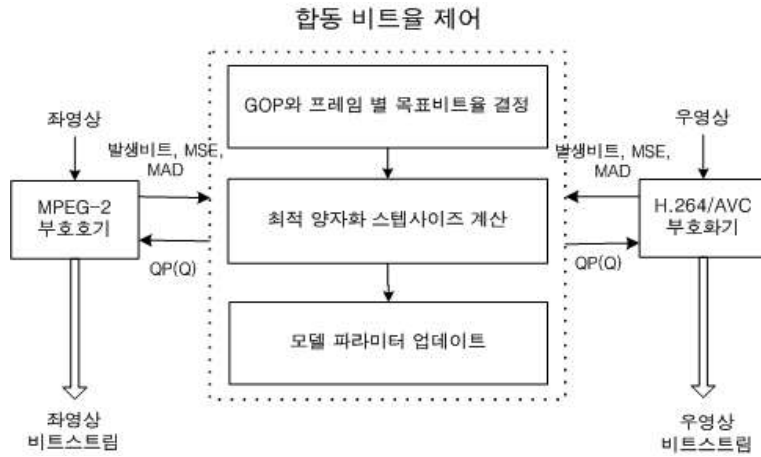 합동 비트율 제어
GOP와 프레임 별 목표비트율 결정
좌영상
우영상
발생비트, MSE,
MAD
발생비트, MSE,
MAD
MPEG-2
부호호기
최적 양자화 스텝사이즈 계산
H.264/AVC
부호화기
QP(Q)
QP(Q)
모델 파라미터 업데이트
좌영상
비트스트림
우영상
비트스트림